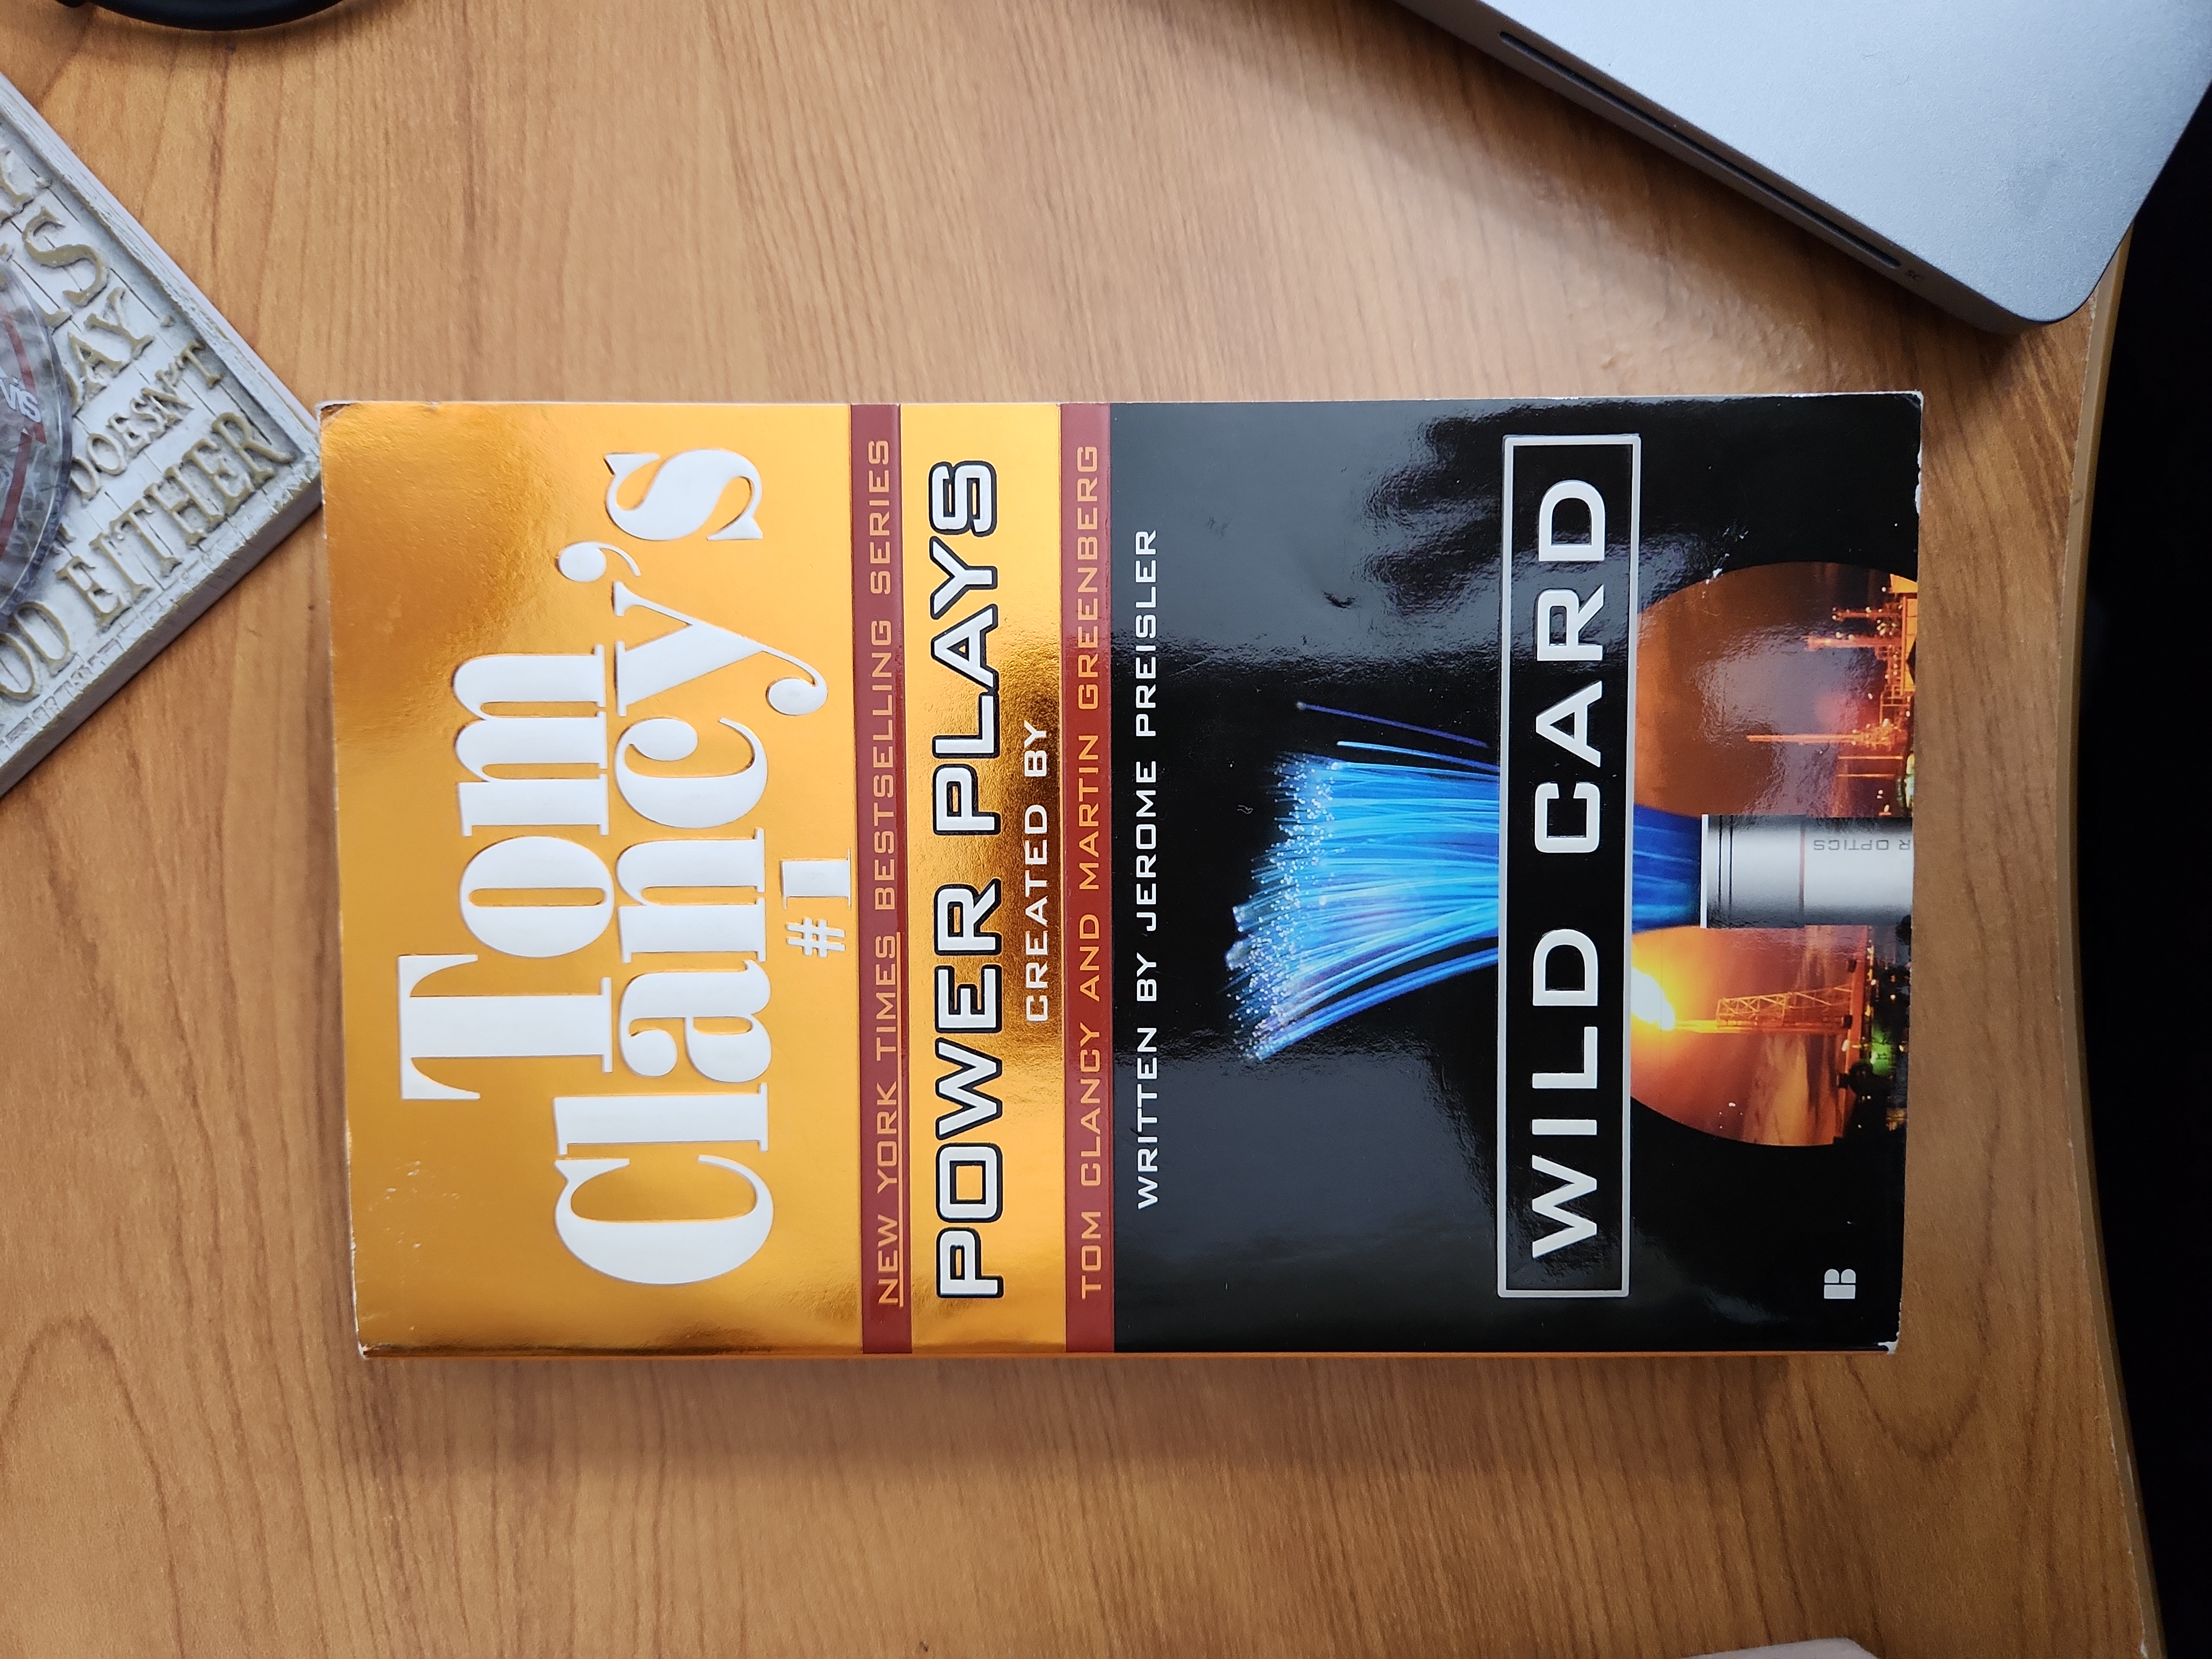 Tom
Clancy's
#1
NEW YORK TIMES BESTSELLING SERIES
POWER PLAYS
CREATED BY
TOM CLANCY AND MARTIN GREENBERG
WRITTEN BY JEROME PREISLER
WILD CARD
OPTICS
B
DOESN'T
EITHER